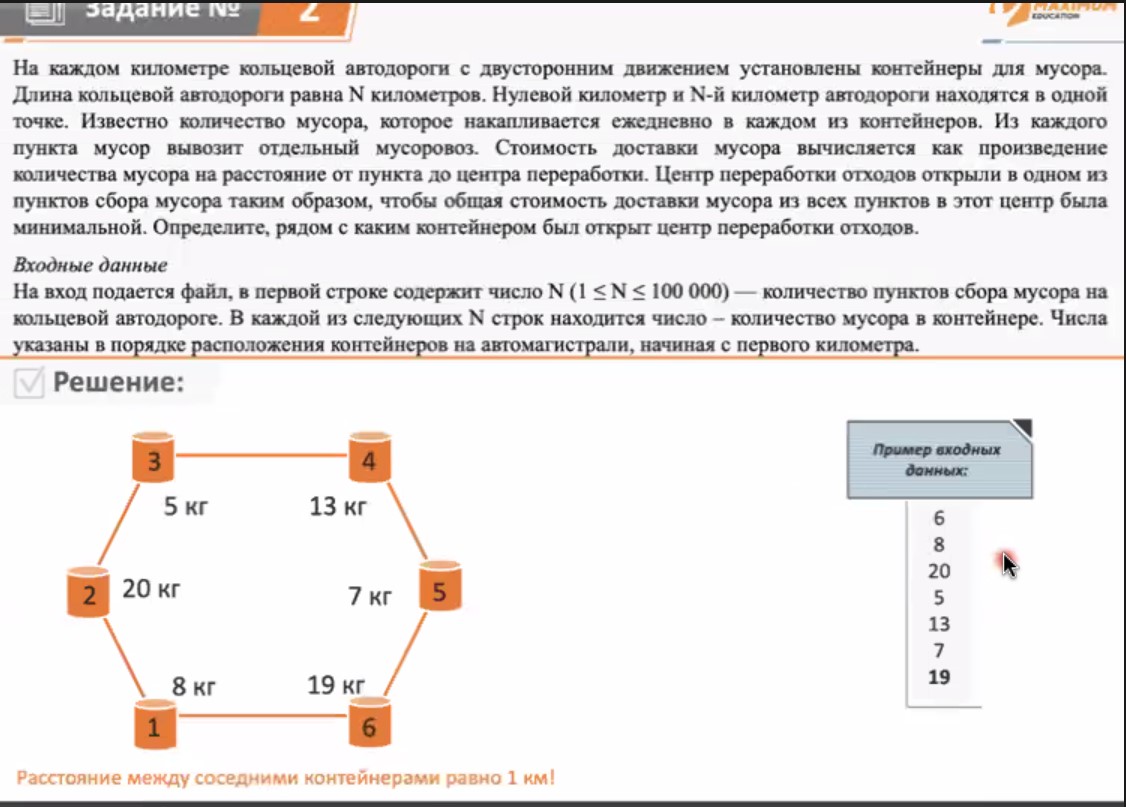 Задание №
2
MAXIMUM
EDUCATION
На каждом километре кольцевой автодороги с двусторонним движением установлены контейнеры для мусора.
Длина кольцевой автодороги равна N километров. Нулевой километр и N-й километр автодороги находятся в одной
точке. Известно количество мусора, которое накапливается ежедневно в каждом из контейнеров. Из каждого
пункта мусор вывозит отдельный мусоровоз. Стоимость доставки мусора вычисляется как произведение
количества мусора на расстояние от пункта до центра переработки. Центр переработки отходов открыли в одном из
пунктов сбора мусора таким образом, чтобы общая стоимость доставки мусора из всех пунктов в этот центр была
минимальной. Определите, рядом с каким контейнером был открыт центр переработки отходов.
Входные данные
На вход подается файл, в первой строке содержит число N (1 ≤ N ≤ 100 000) — количество пунктов сбора мусора на
кольцевой автодороге. В каждой из следующих N строк находится число – количество мусора в контейнере. Числа
указаны в порядке расположения контейнеров на автомагистрали, начиная с первого километра.
Решение:
3
4
5 кг
13 кг
2
20 кг
7 кг
5
8 кг
19 кг
1
6
Расстояние между соседними контейнерами равно 1 км!
Пример входных
данных:
6
8
20
5
13
7
19